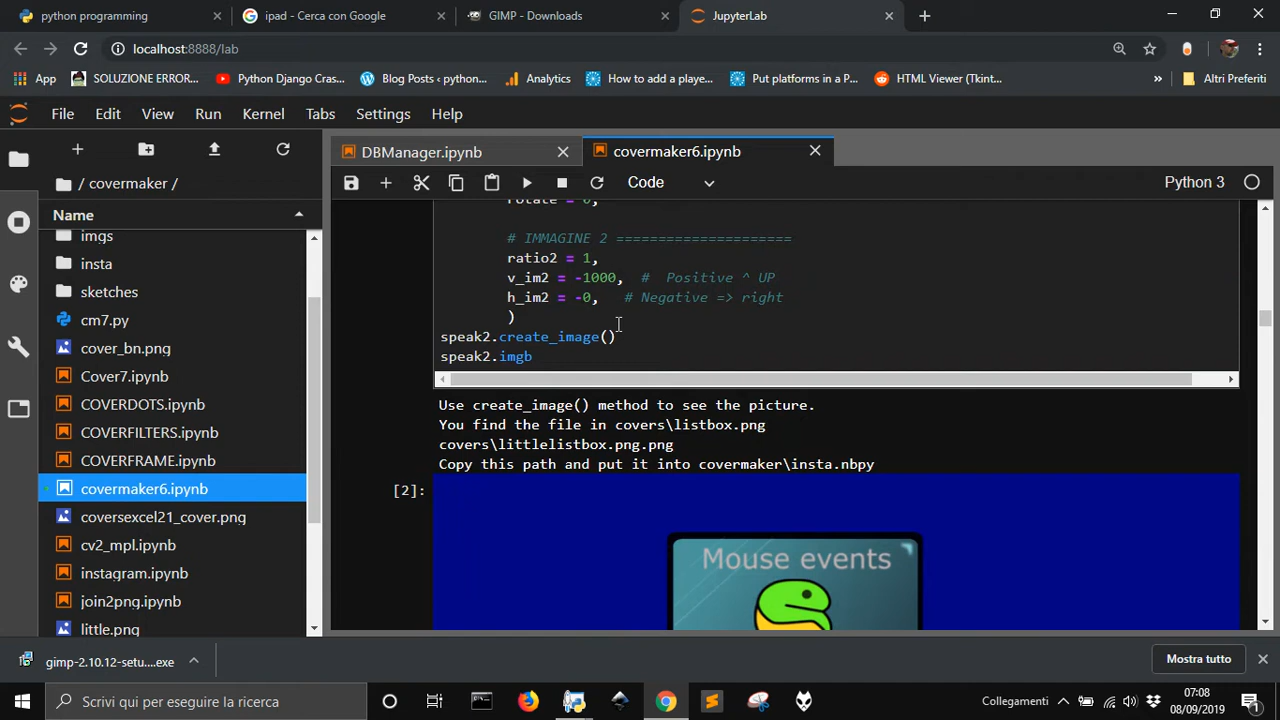 python programming
ipad - Cerca con Google
GIMP - Downloads
JupyterLab
localhost:8888/lab
App
SOLUZIONE ERROR...
Python Django Cras...
Blog Posts ‹ python...
Analytics
How to add a playe...
Put platforms in a P...
HTML Viewer (Tkint...
»
Altri Preferiti
File
Edit
View
Run
Kernel
Tabs
Settings
Help
DBManager.ipynb
covermaker6.ipynb
/ covermaker /
Code
Python 3
Name
imgs
insta
sketches
cm7.py
cover_bn.png
Cover7.ipynb
COVERDOTS.ipynb
COVERFILTERS.ipynb
COVERFRAME.ipynb
covermaker6.ipynb
coversexcel21_cover.png
cv2_mpl.ipynb
instagram.ipynb
join2png.ipynb
little.png
rotate = 0,
# IMMAGINE 2 =====================
ratio2 = 1,
v_im2 = -1000,  #  Positive ^ UP
h_im2 = -0,   # Negative => right
)
speak2.create_image()
speak2.imgb
Use create_image() method to see the picture.
You find the file in covers\listbox.png
covers\littlelistbox.png.png
Copy this path and put it into covermaker\insta.nbpy
[2]:
Mouse events
gimp-2.10.12-setu....exe
Mostra tutto
Scrivi qui per eseguire la ricerca
Collegamenti
07:08
08/09/2019
1